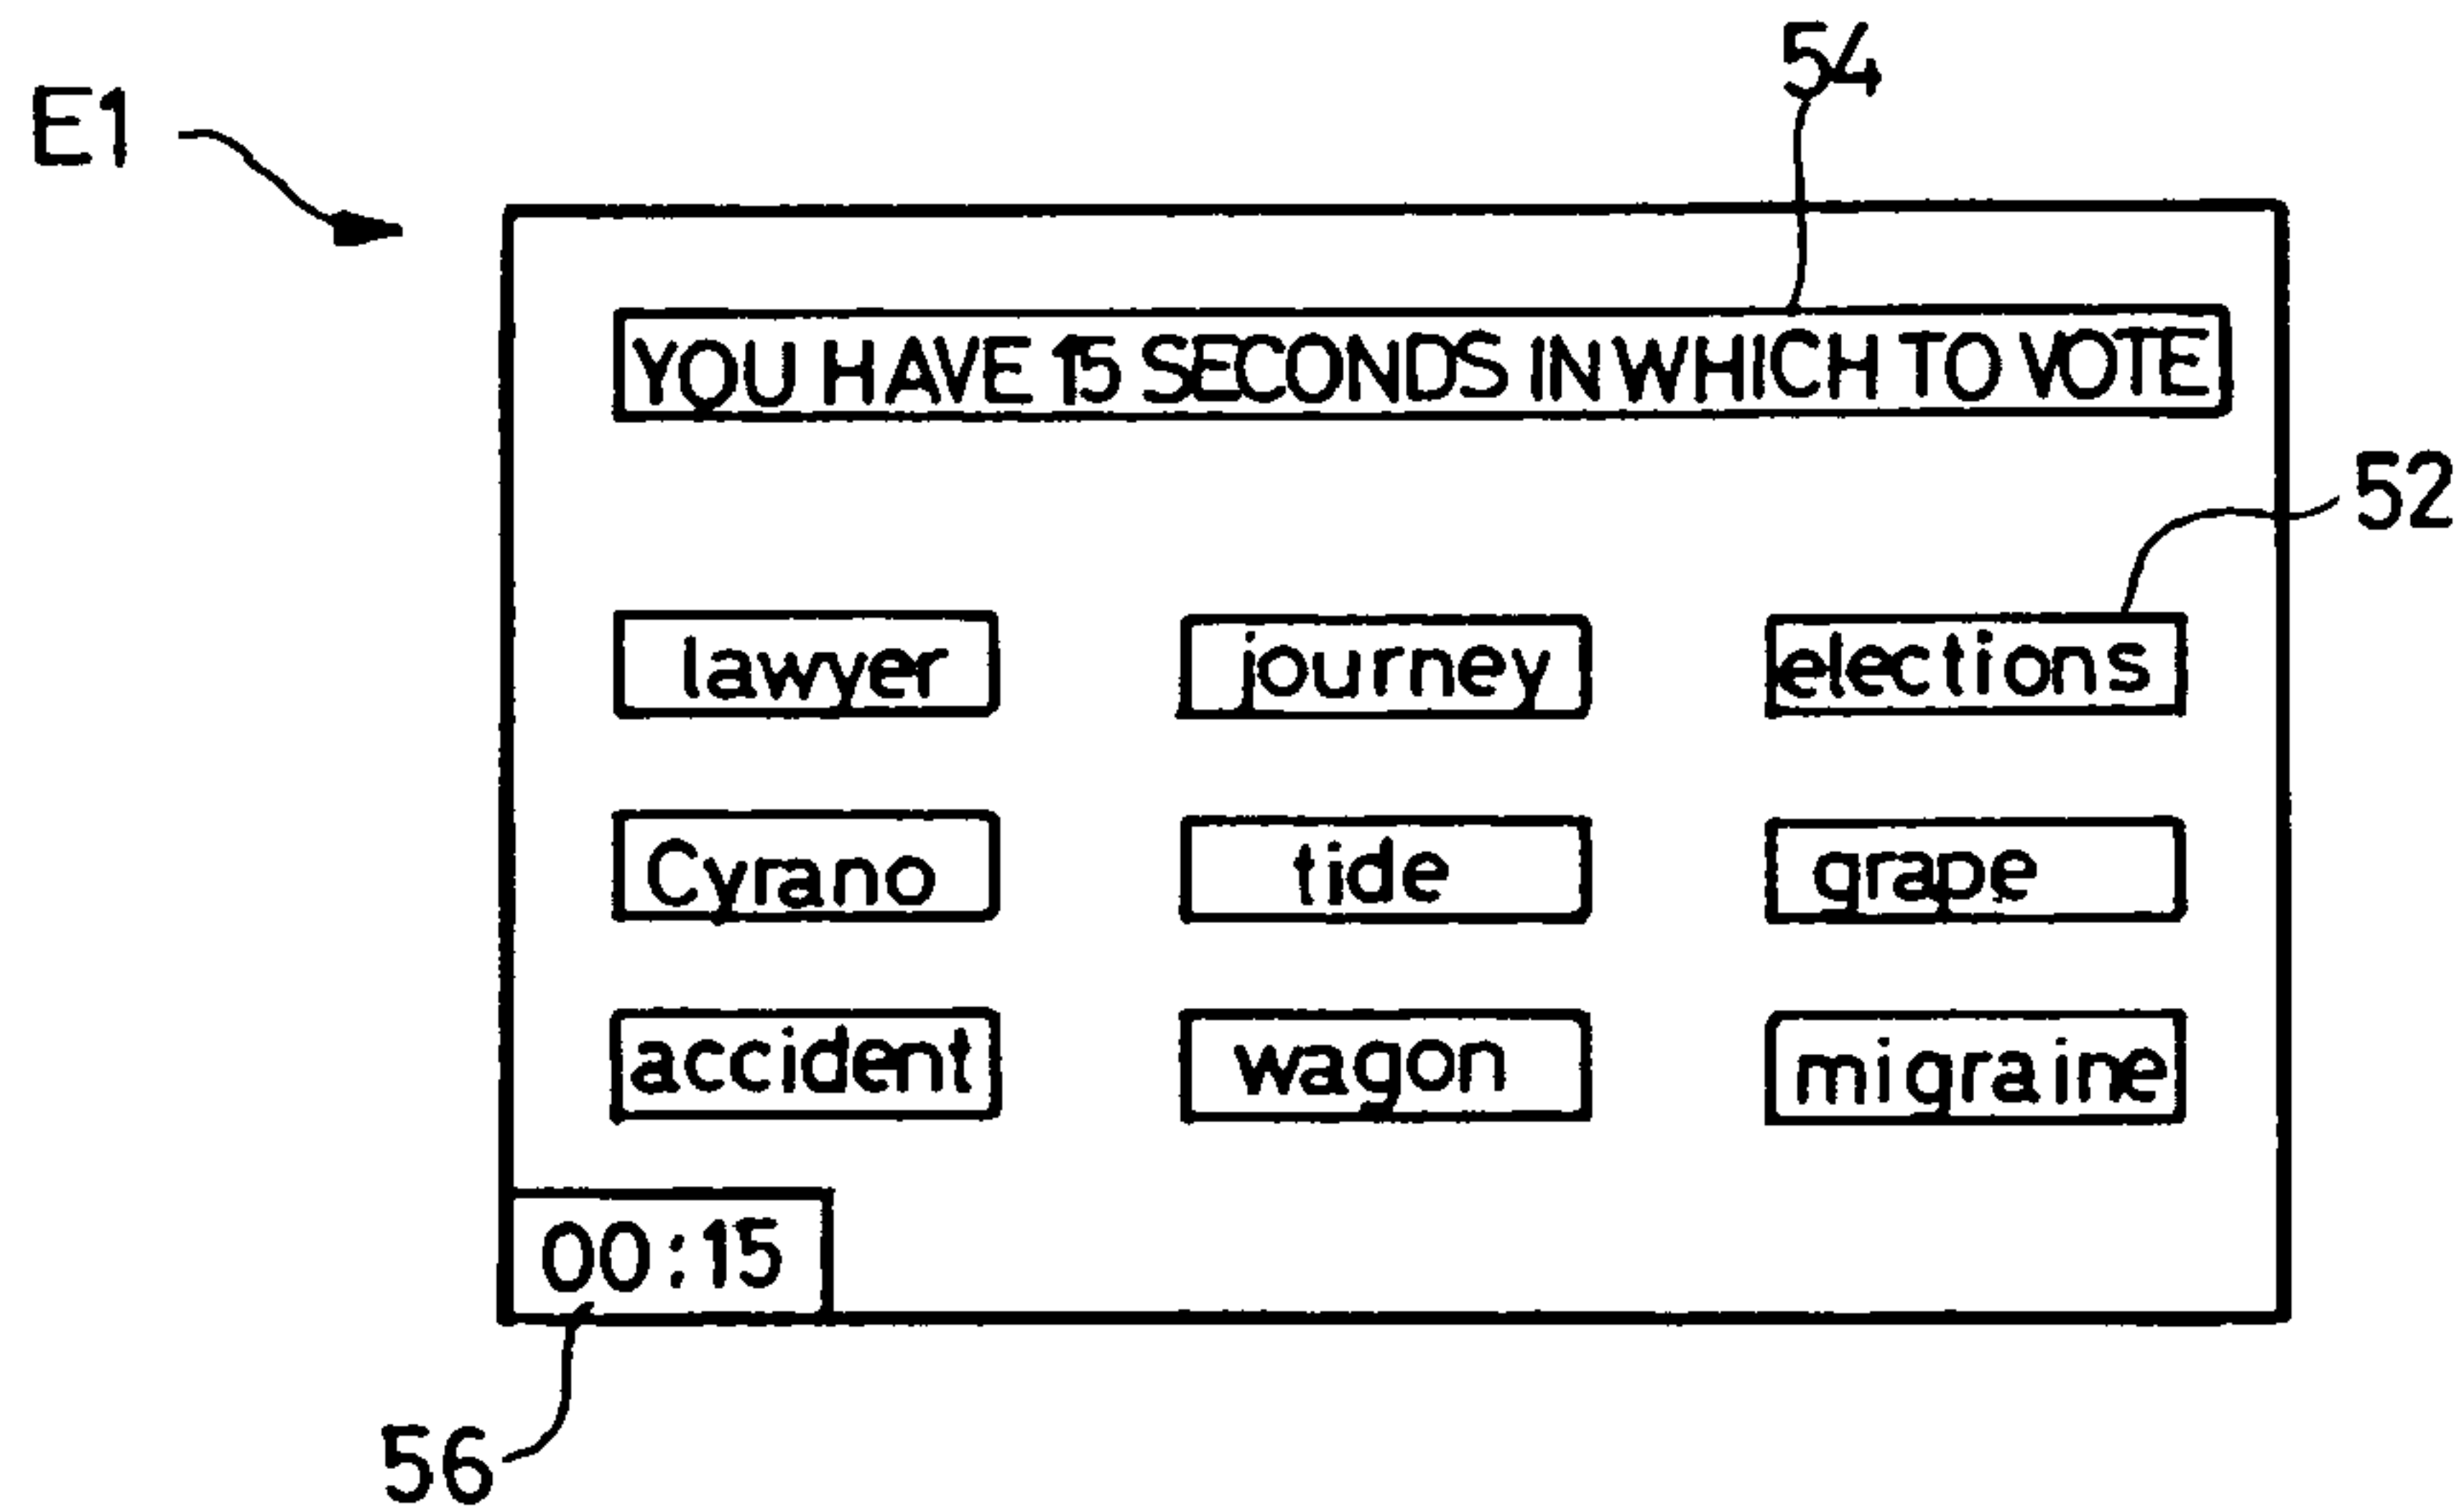 54
E1
YOU HAVE 15 SECONDS IN WHICH TO VOTE
52
lawyer journey elections
Cyrano tide grape
accident wagon migraine
00:15
56